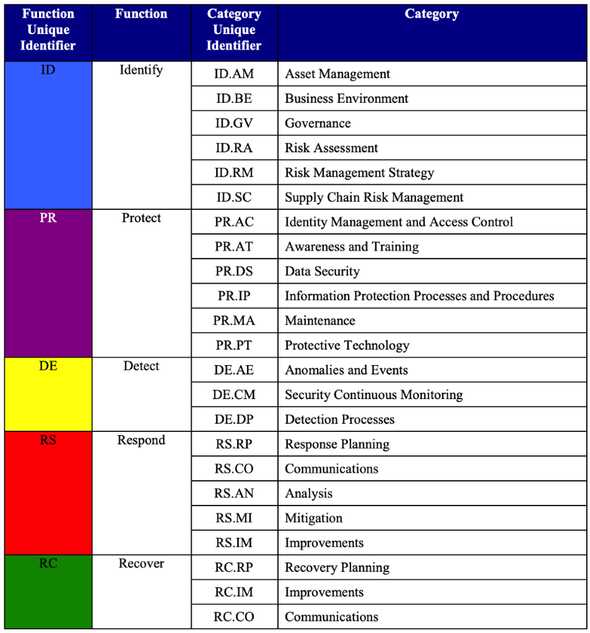 Function Unique Identifier Function Category Unique Identifier Category
ID Identify ID.AM Asset Management
ID.BE Business Environment
ID.GV Governance
ID.RA Risk Assessment
ID.RM Risk Management Strategy
ID.SC Supply Chain Risk Management
PR Protect PR.AC Identity Management and Access Control
PR.AT Awareness and Training
PR.DS Data Security
PR.IP Information Protection Processes and Procedures
PR.MA Maintenance
PR.PT Protective Technology
DE Detect DE.AE Anomalies and Events
DE.CM Security Continuous Monitoring
DE.DP Detection Processes
RS Respond RS.RP Response Planning
RS.CO Communications
RS.AN Analysis
RS.MI Mitigation
RS.IM Improvements
RC Recover RC.RP Recovery Planning
RC.IM Improvements
RC.CO Communications